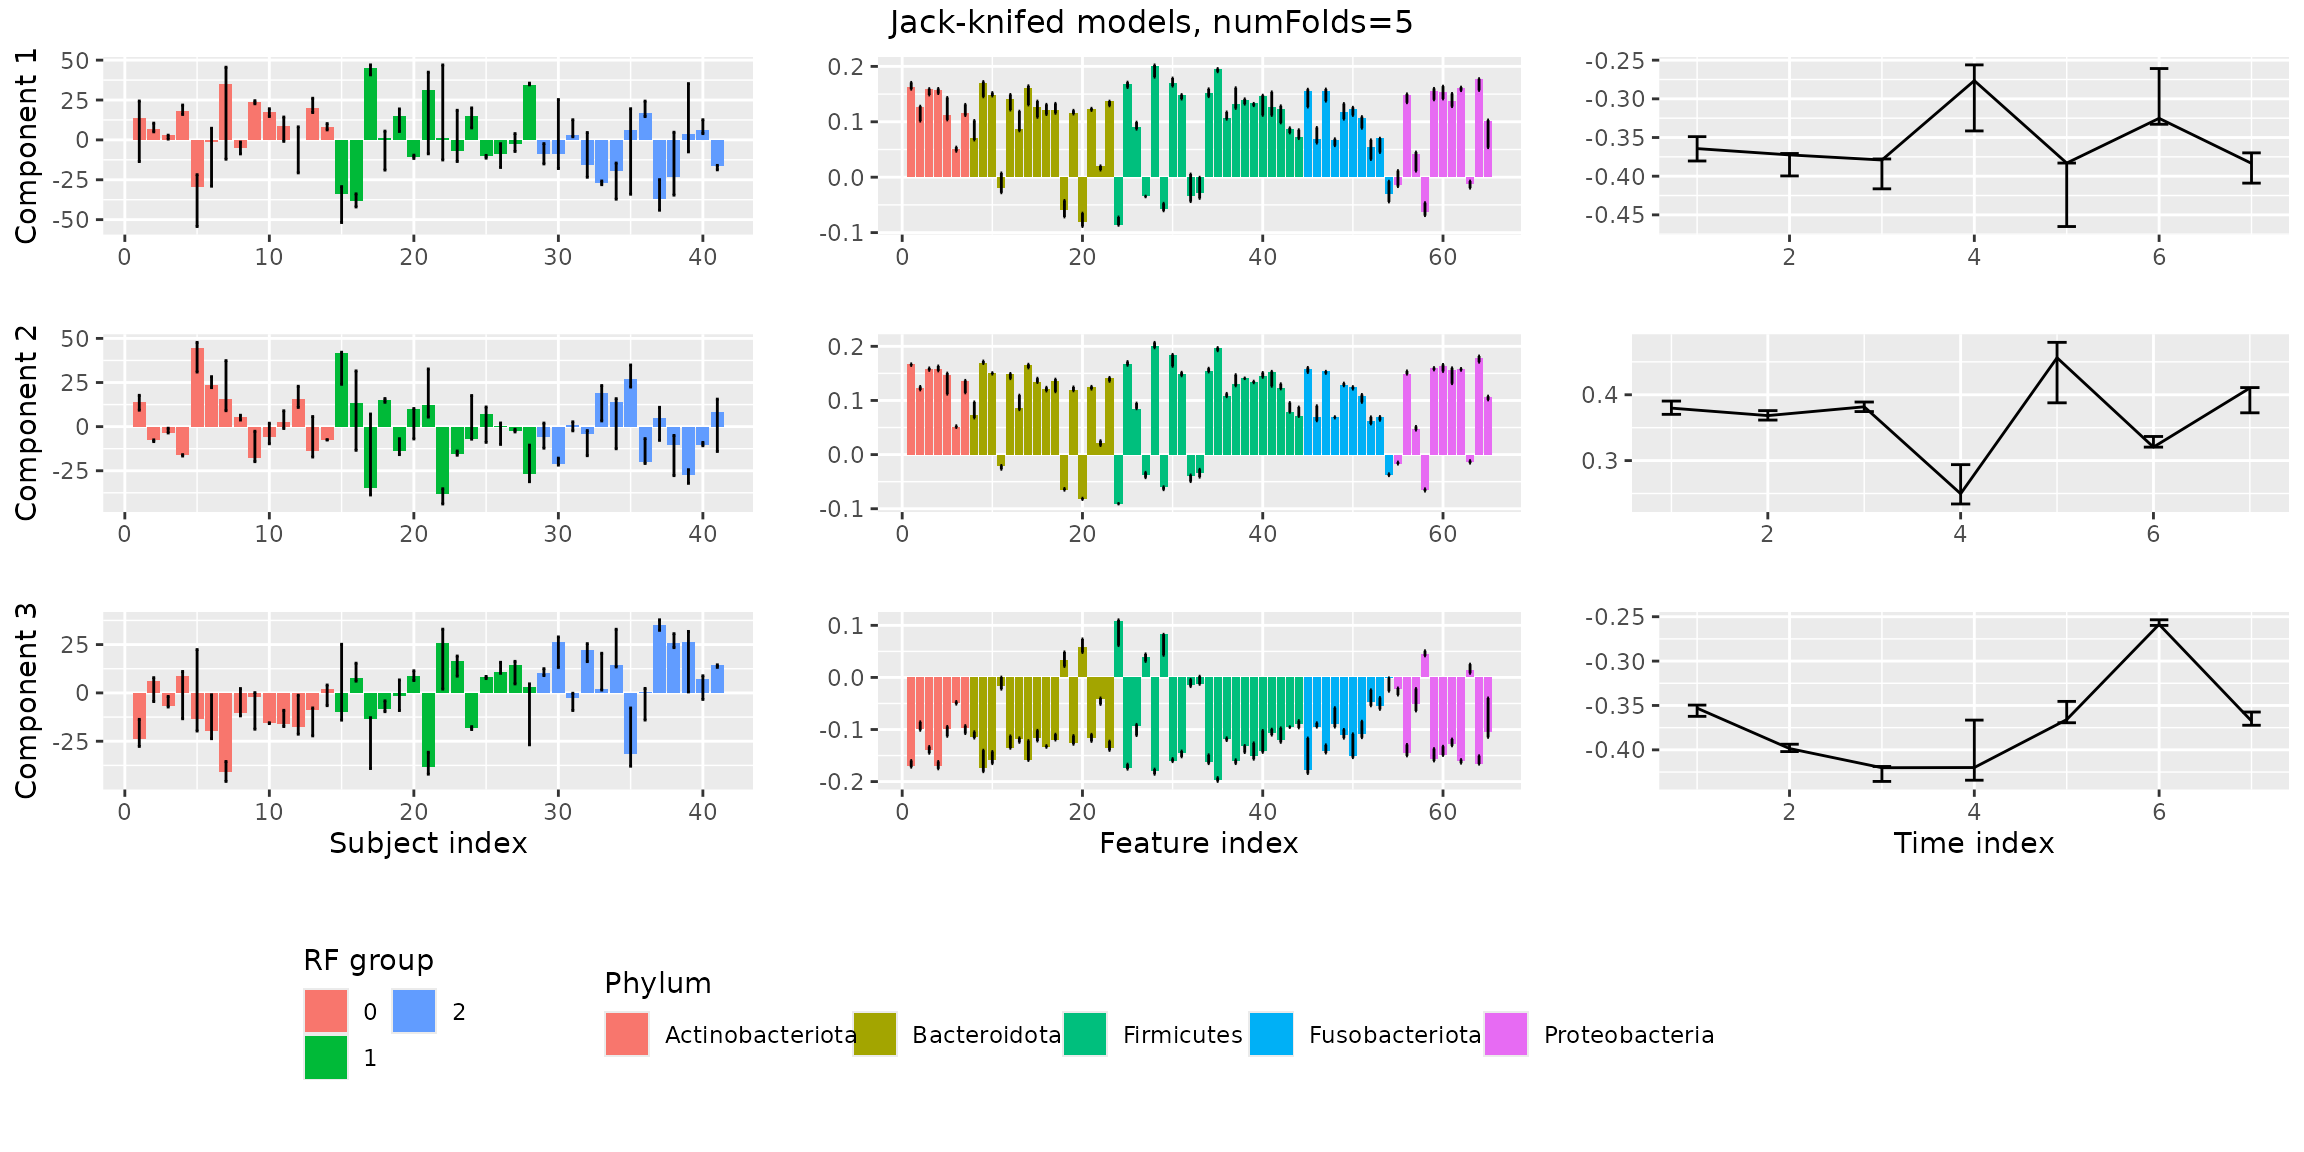 Jack-knifed models, numFolds=5
Component 1
50
25
0
-25
-50
0 10 20 30 40
0.2
0.1
0.0
-0.1
0 20 40 60
-0.25
-0.30
-0.35
-0.40
-0.45
2 4 6
Component 2
50
25
0
-25
0 10 20 30 40
0.2
0.1
0.0
-0.1
0 20 40 60
0.4
0.3
2 4 6
Component 3
25
0
-25
0 10 20 30 40
Subject index
0.1
0.0
-0.1
-0.2
0 20 40 60
Feature index
-0.25
-0.30
-0.35
-0.40
2 4 6
Time index
RF group
0 2
1
Phylum
Actinobacteriota Bacteroidota Firmicutes Fusobacteriota Proteobacteria